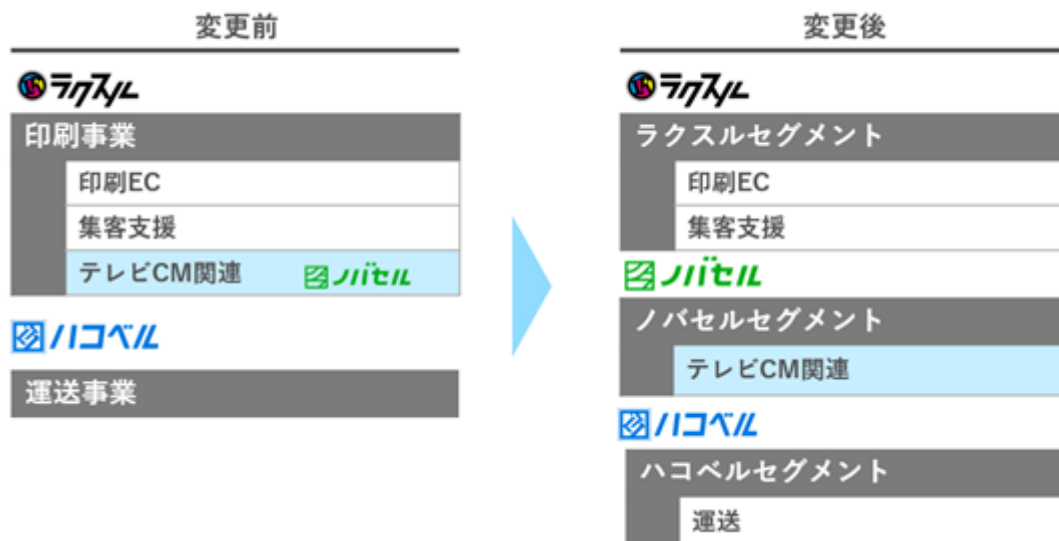 変更前
ラクスル
印刷事業
印刷EC
集客支援
テレビCM関連 ノバセル
ハコベル
運送事業
変更後
ラクスル
ラクスルセグメント
印刷EC
集客支援
ノバセル
ノバセルセグメント
テレビCM関連
ハコベル
ハコベルセグメント
運送